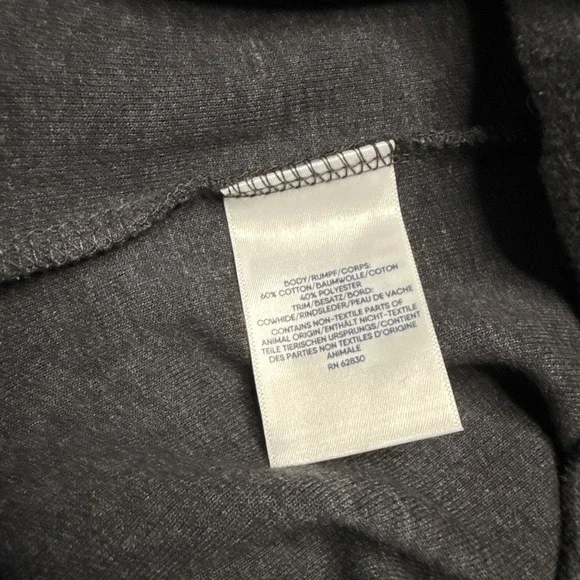 BODY/RUMPF/CORPS:
60% COTTON/BAUMWOLLE/COTON
40% POLYESTER
TRIM/BESATZ/BORD:
COWHIDE/RINDSLEDER/PEAU DE VACHE
CONTAINS NON-TEXTILE PARTS OF
ANIMAL ORIGIN/ENTHÄLT NICHT-TEXTILE
TEILE TIERISCHEN URSPRUNGS/CONTIENT
DES PARTIES NON TEXTILES D'ORIGINE
ANIMALE
RN 62830